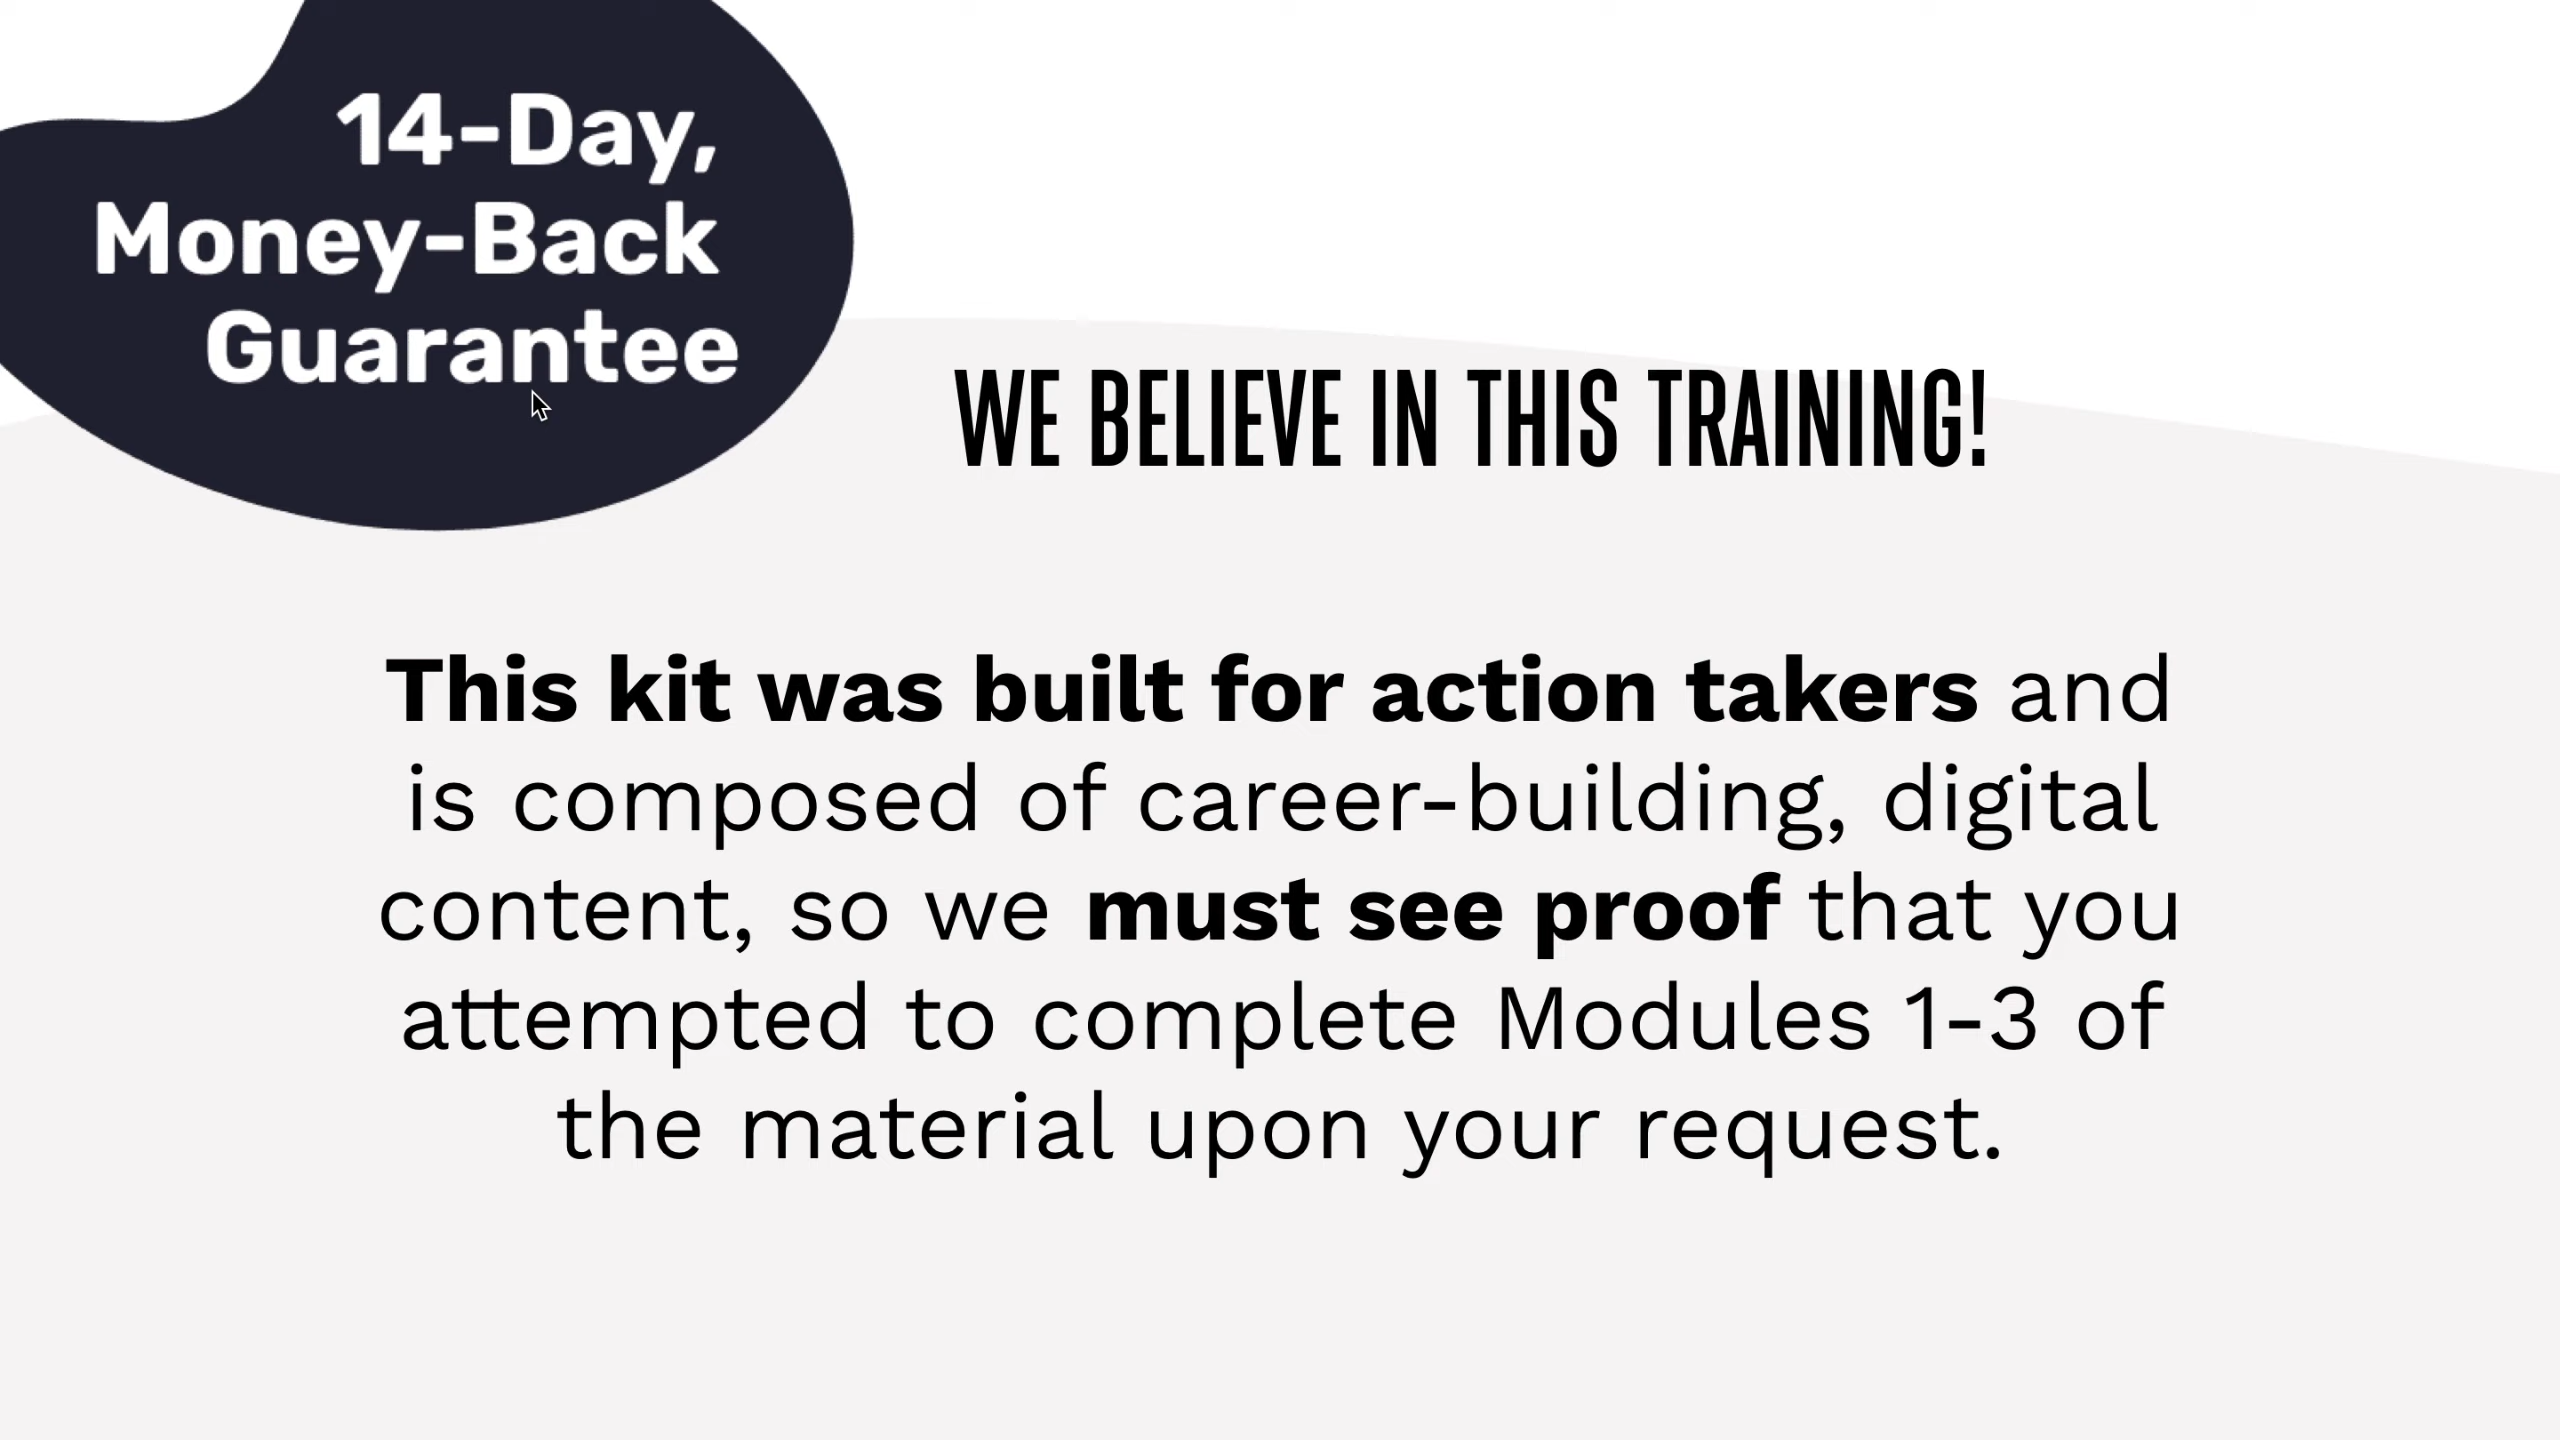 14-Day,
Money-Back
Guarantee
WE BELIEVE IN THIS TRAINING!
This kit was built for action takers and
is composed of career-building, digital
content, so we must see proof that you
attempted to complete Modules 1-3 of
the material upon your request.